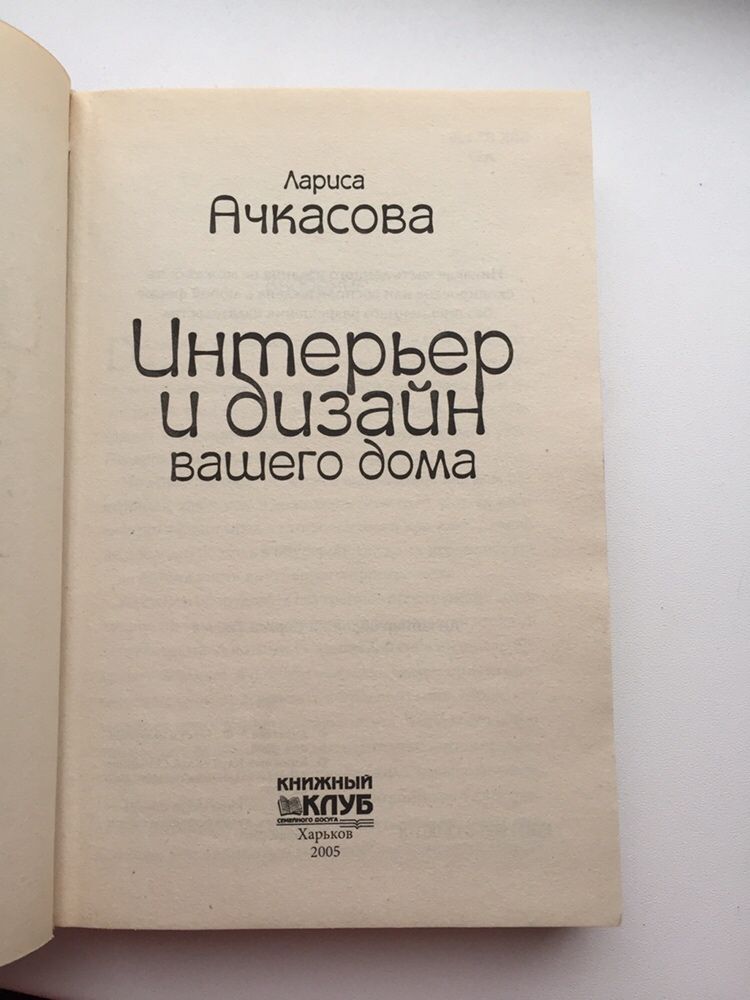 Лариса
Ачкасова
Интерьер
и дизайн
вашего дома
КНИЖНЫЙ
КЛУБ
СЕМЕЙНОГО ДОСУГА
Харьков
2005